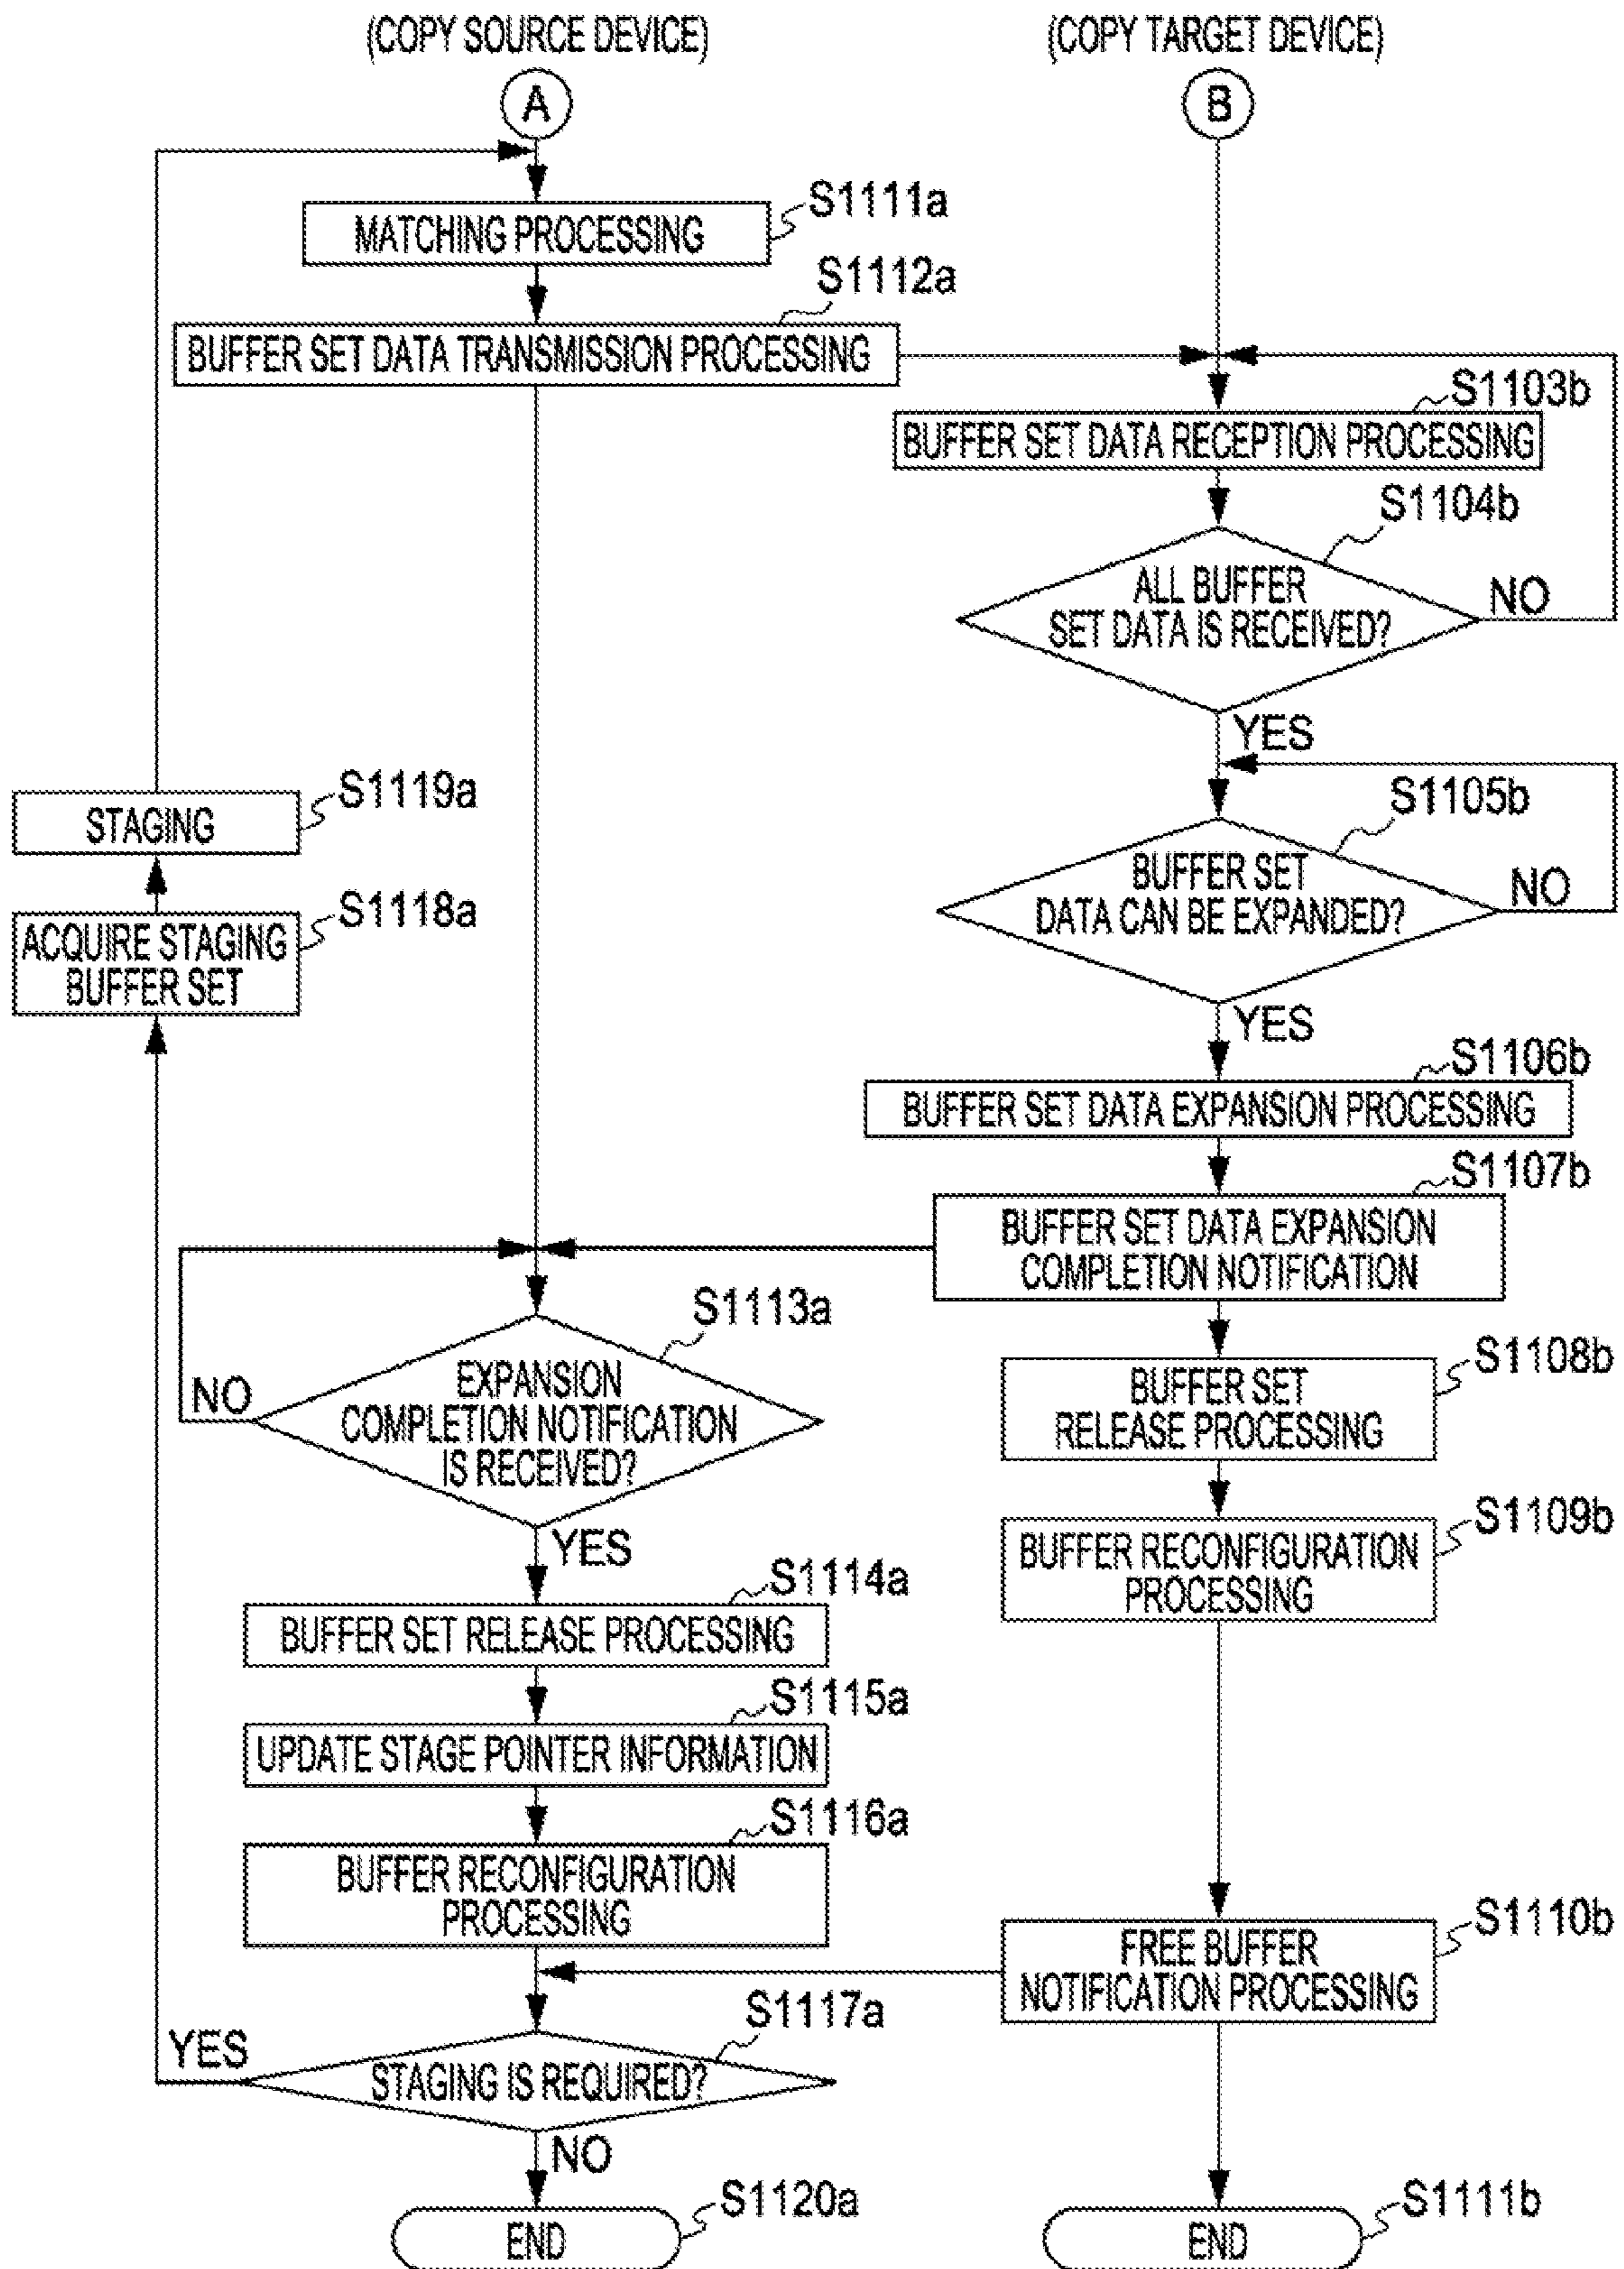 (COPY SOURCE DEVICE)
(COPY TARGET DEVICE)
A
B
S1111a
MATCHING PROCESSING
S1112a
BUFFER SET DATA TRANSMISSION PROCESSING
S1103b
BUFFER SET DATA RECEPTION PROCESSING
S1104b
ALL BUFFER
SET DATA IS RECEIVED?
NO
YES
S1119a
STAGING
S1105b
BUFFER SET
DATA CAN BE EXPANDED?
NO
S1118a
ACQUIRE STAGING
BUFFER SET
YES
S1106b
BUFFER SET DATA EXPANSION PROCESSING
S1107b
BUFFER SET DATA EXPANSION
COMPLETION NOTIFICATION
S1113a
EXPANSION
COMPLETION NOTIFICATION
IS RECEIVED?
NO
YES
S1108b
BUFFER SET
RELEASE PROCESSING
S1109b
BUFFER RECONFIGURATION
PROCESSING
S1114a
BUFFER SET RELEASE PROCESSING
S1115a
UPDATE STAGE POINTER INFORMATION
S1116a
BUFFER RECONFIGURATION
PROCESSING
S1110b
FREE BUFFER
NOTIFICATION PROCESSING
S1117a
YES
STAGING IS REQUIRED?
NO
S1120a
END
S1111b
END